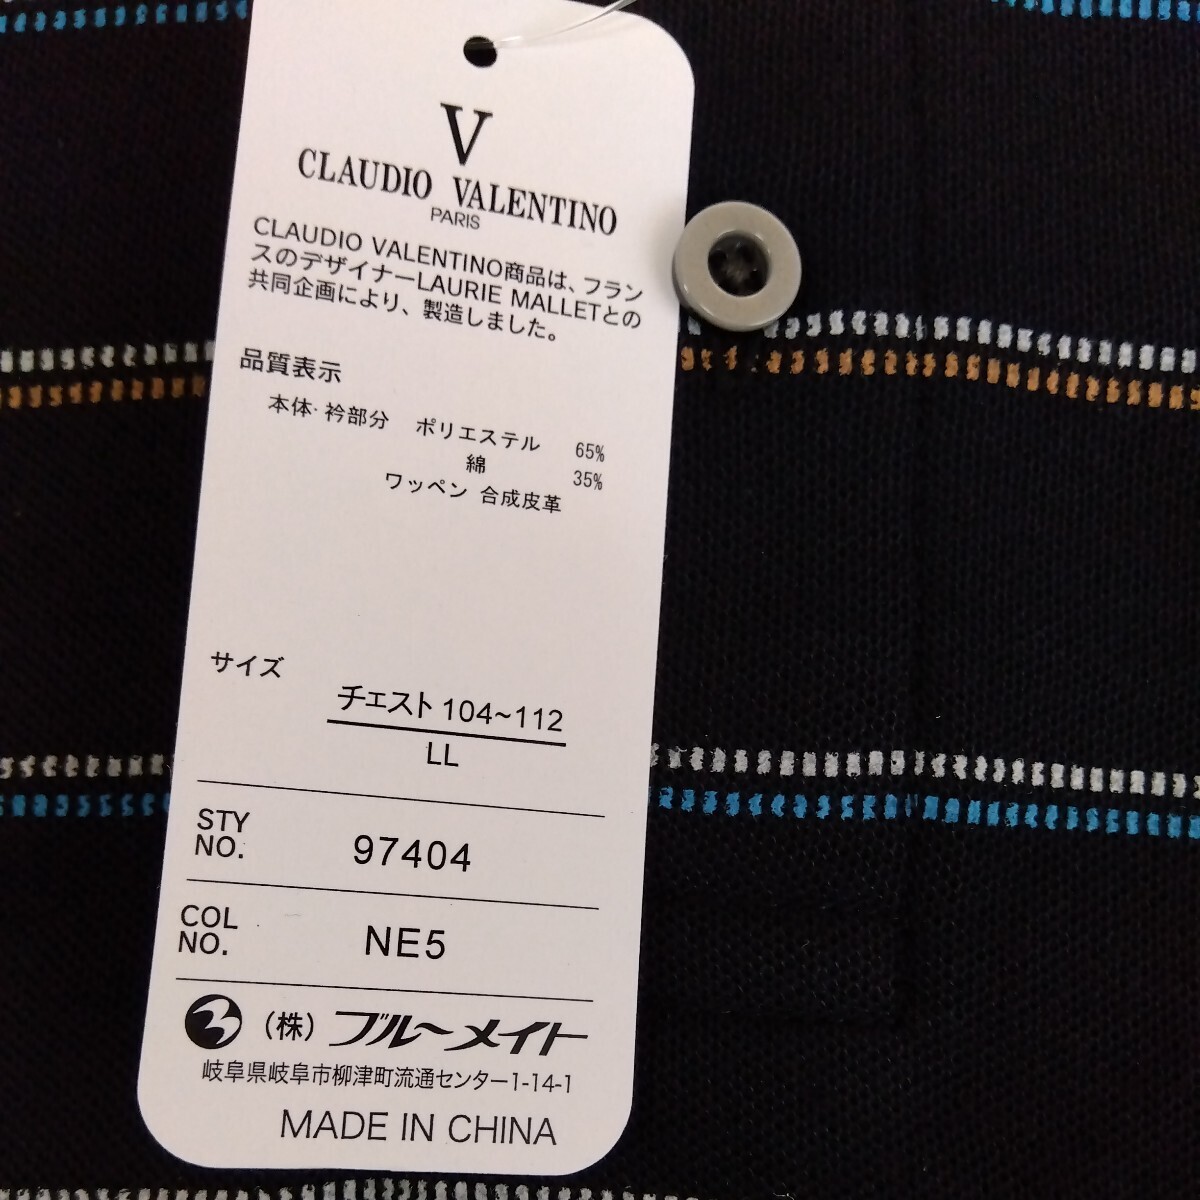 V
CLAUDIO VALENTINO
PARIS
CLAUDIO VALENTINO商品は、フラン
スのデザイナーLAURIE MALLETとの
共同企画により、製造しました。
品質表示
本体・衿部分 ポリエステル 65%
綿 35%
ワッペン 合成皮革
サイズ
チェスト 104~112
LL
STY NO. 97404
COL NO. NE5
(株) ブルーメイト
岐阜県岐阜市柳津町流通センター1-14-1
MADE IN CHINA